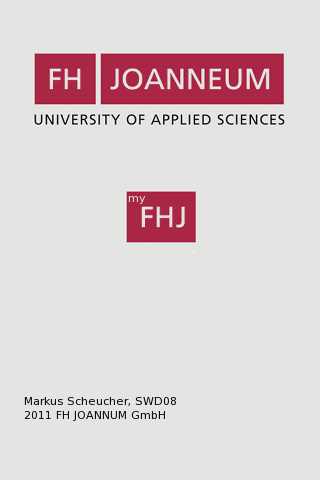 FH JOANNEUM
UNIVERSITY OF APPLIED SCIENCES
my
FHJ
Markus Scheucher, SWD08
2011 FH JOANNUM GmbH